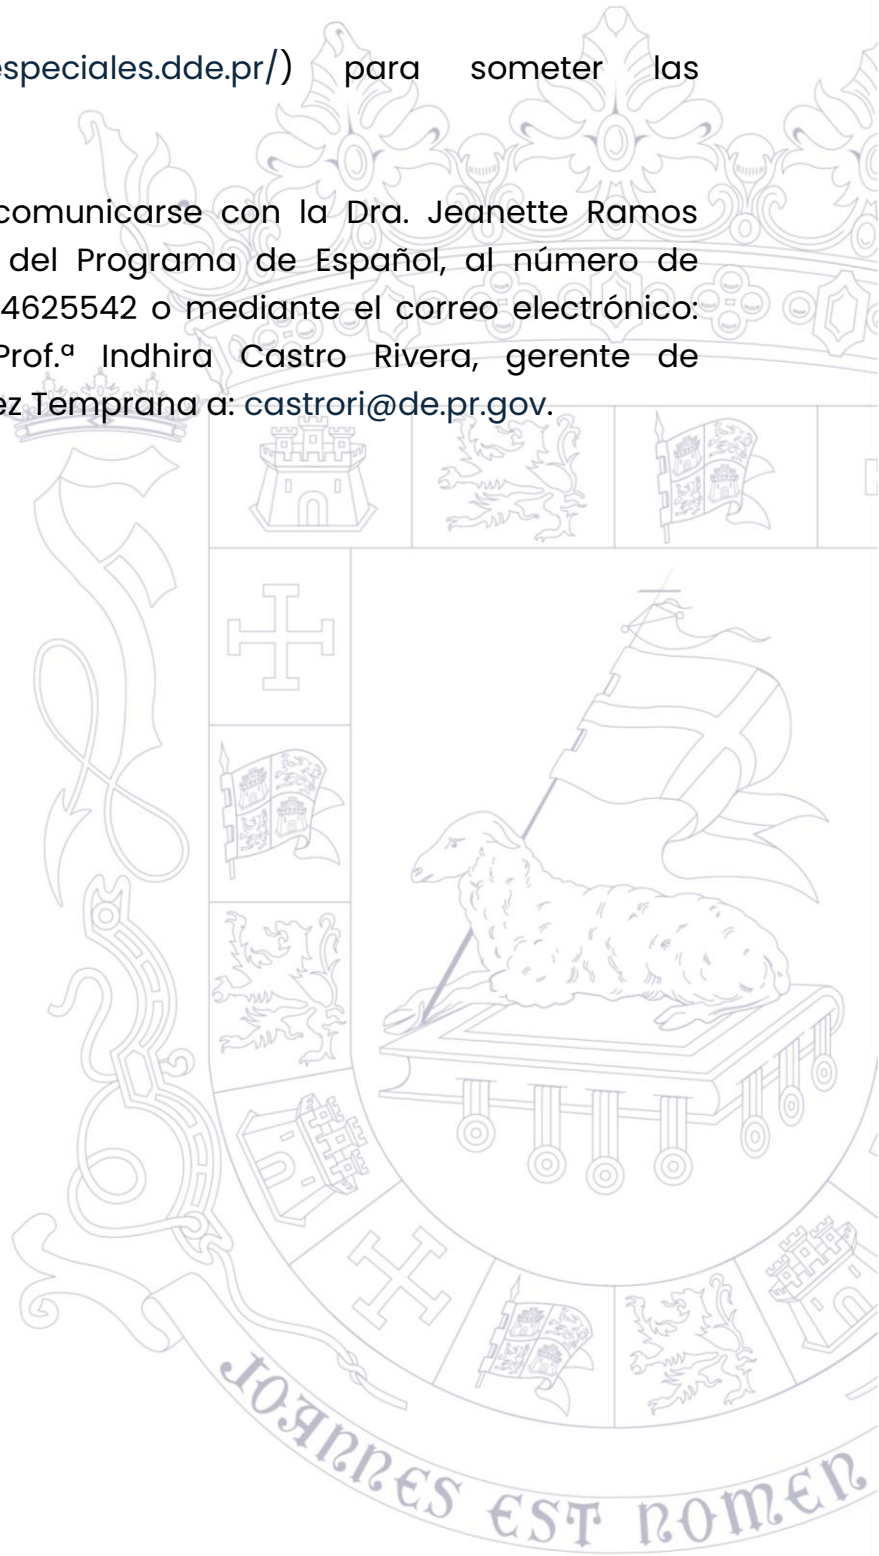 especiales.dde.pr/) para someter las
comunicarse con la Dra. Jeanette Ramos
del Programa de Español, al número de
4625542 o mediante el correo electrónico:
Prof.ª Indhira Castro Rivera, gerente de
ez Temprana a: castrori@de.pr.gov.
JOANNES EST NOMEN